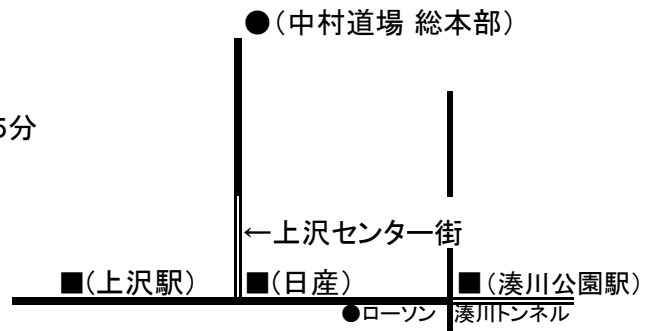 ●(中村道場 総本部)
5分
←上沢センター街
■(上沢駅) ■(日産) ■(湊川公園駅)
●ローソン 湊川トンネル